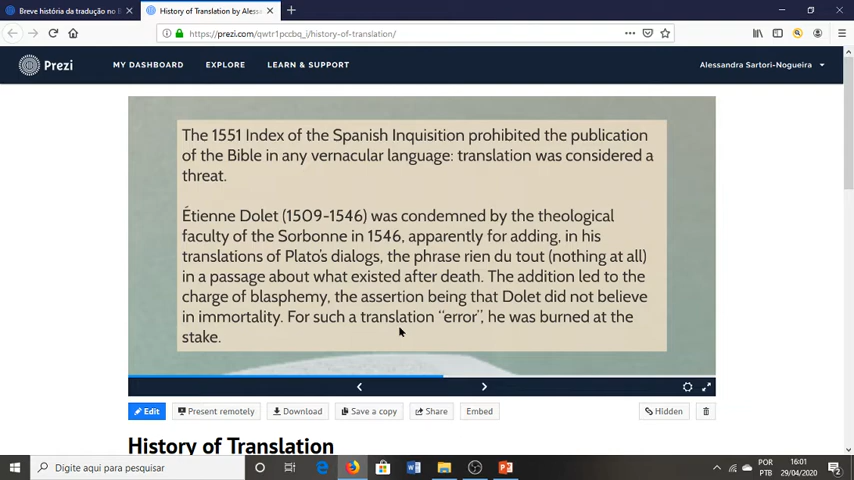 Breve história da tradução no B
History of Translation by Aless
https://prezi.com/qwtr1pccbq_i/history-of-translation/
Prezi
MY DASHBOARD
EXPLORE
LEARN & SUPPORT
Alessandra Sartori-Nogueira
The 1551 Index of the Spanish Inquisition prohibited the publication
of the Bible in any vernacular language: translation was considered a
threat.
Étienne Dolet (1509-1546) was condemned by the theological
faculty of the Sorbonne in 1546, apparently for adding, in his
translations of Plato's dialogs, the phrase rien du tout (nothing at all)
in a passage about what existed after death. The addition led to the
charge of blasphemy, the assertion being that Dolet did not believe
in immortality. For such a translation “error”, he was burned at the
stake.
Edit
Present remotely
Download
Save a copy
Share
Embed
Hidden
History of Translation
Digite aqui para pesquisar
POR
PTB
16:01
29/04/2020
2